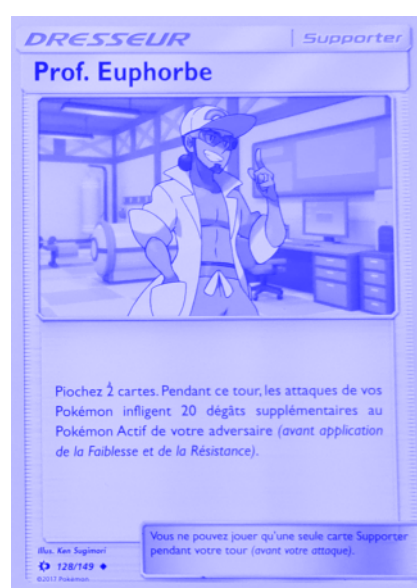 DRESSEUR Supporter
Prof. Euphorbe
Piochez 2 cartes. Pendant ce tour, les attaques de vos
Pokémon infligent 20 dégâts supplémentaires au
Pokémon Actif de votre adversaire (avant application
de la Faiblesse et de la Résistance).
Vous ne pouvez jouer qu'une seule carte Supporter
pendant votre tour (avant votre attaque).
Illus. Ken Sugimori
128/149
©2017 Pokémon